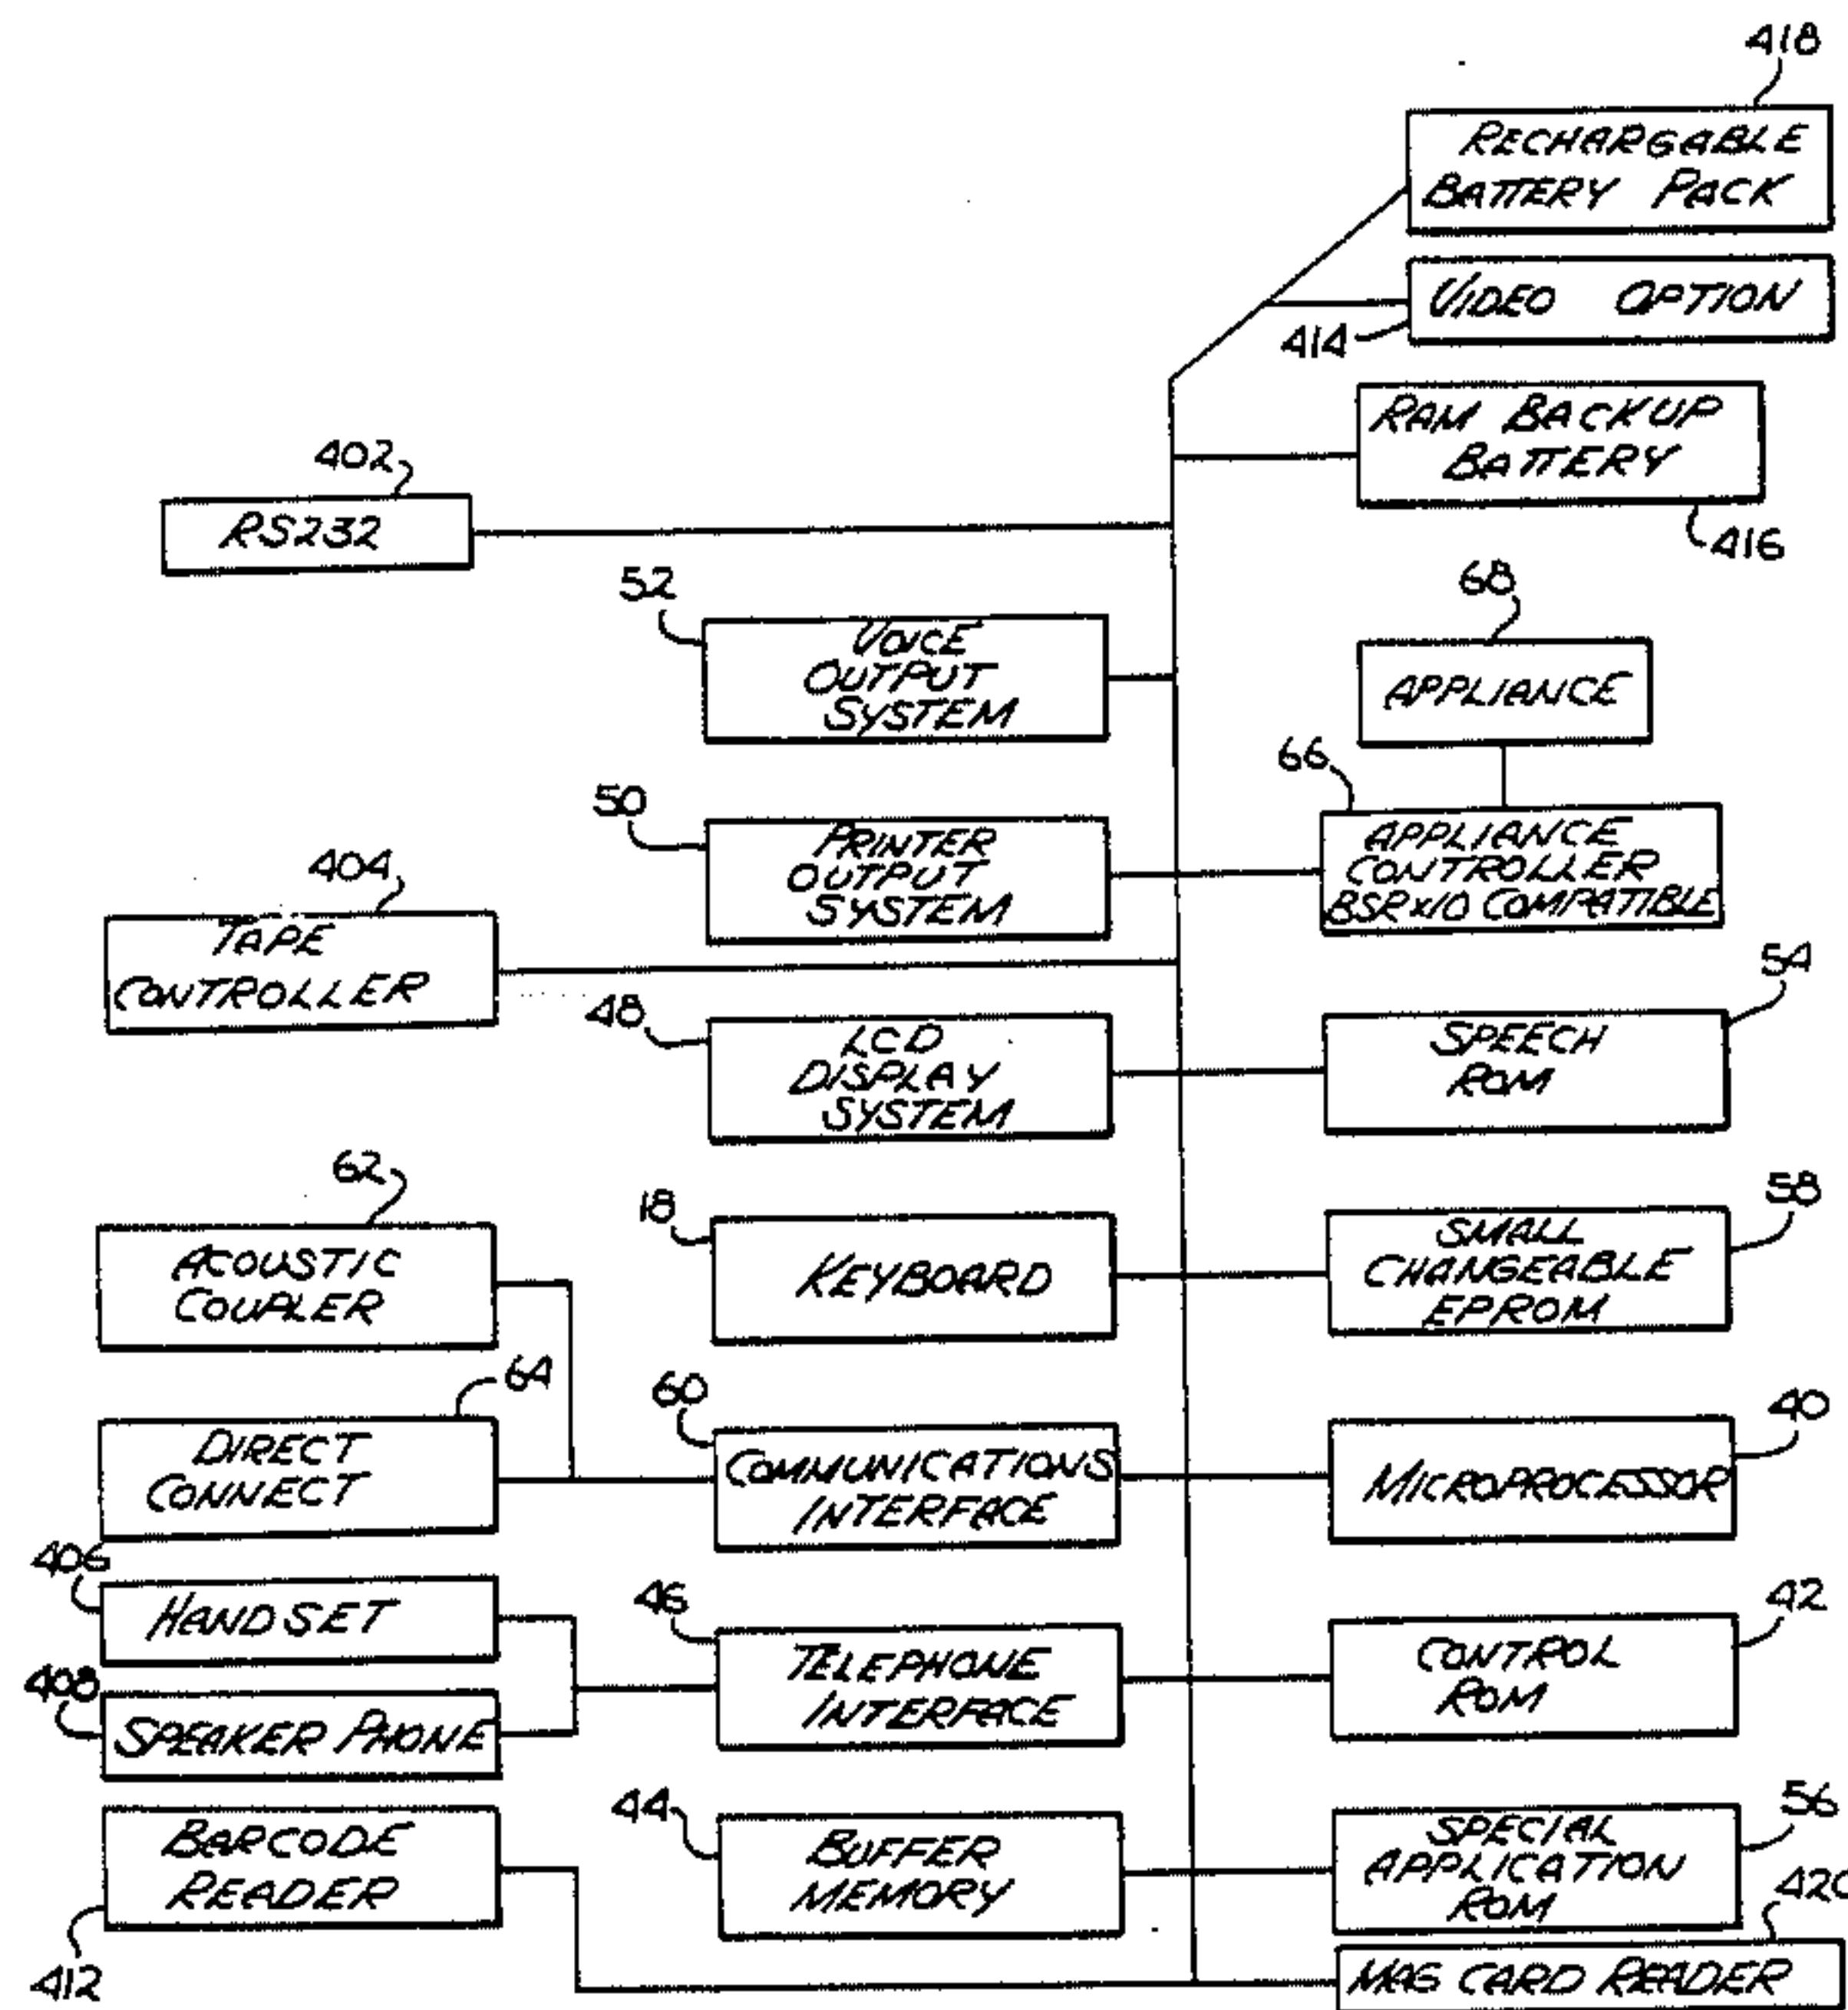 418
RECHARGABLE
BATTERY PACK
VIDEO OPTION
414
RAM BACKUP
BATTERY
416
402
RS232
52
VOICE
OUTPUT
SYSTEM
68
APPLIANCE
66
APPLIANCE
CONTROLLER
BSRX10 COMPATIBLE
50
PRINTER
OUTPUT
SYSTEM
404
TAPE
CONTROLLER
48
LCD
DISPLAY
SYSTEM
54
SPEECH
ROM
62
ACOUSTIC
COUPLER
18
KEYBOARD
58
SMALL
CHANGEABLE
EPROM
64
DIRECT
CONNECT
60
COMMUNICATIONS
INTERFACE
40
MICROPROCESSOR
406
HANDSET
408
SPEAKER PHONE
46
TELEPHONE
INTERFACE
42
CONTROL
ROM
BARCODE
READER
412
44
BUFFER
MEMORY
56
SPECIAL
APPLICATION
ROM
420
MAG CARD READER